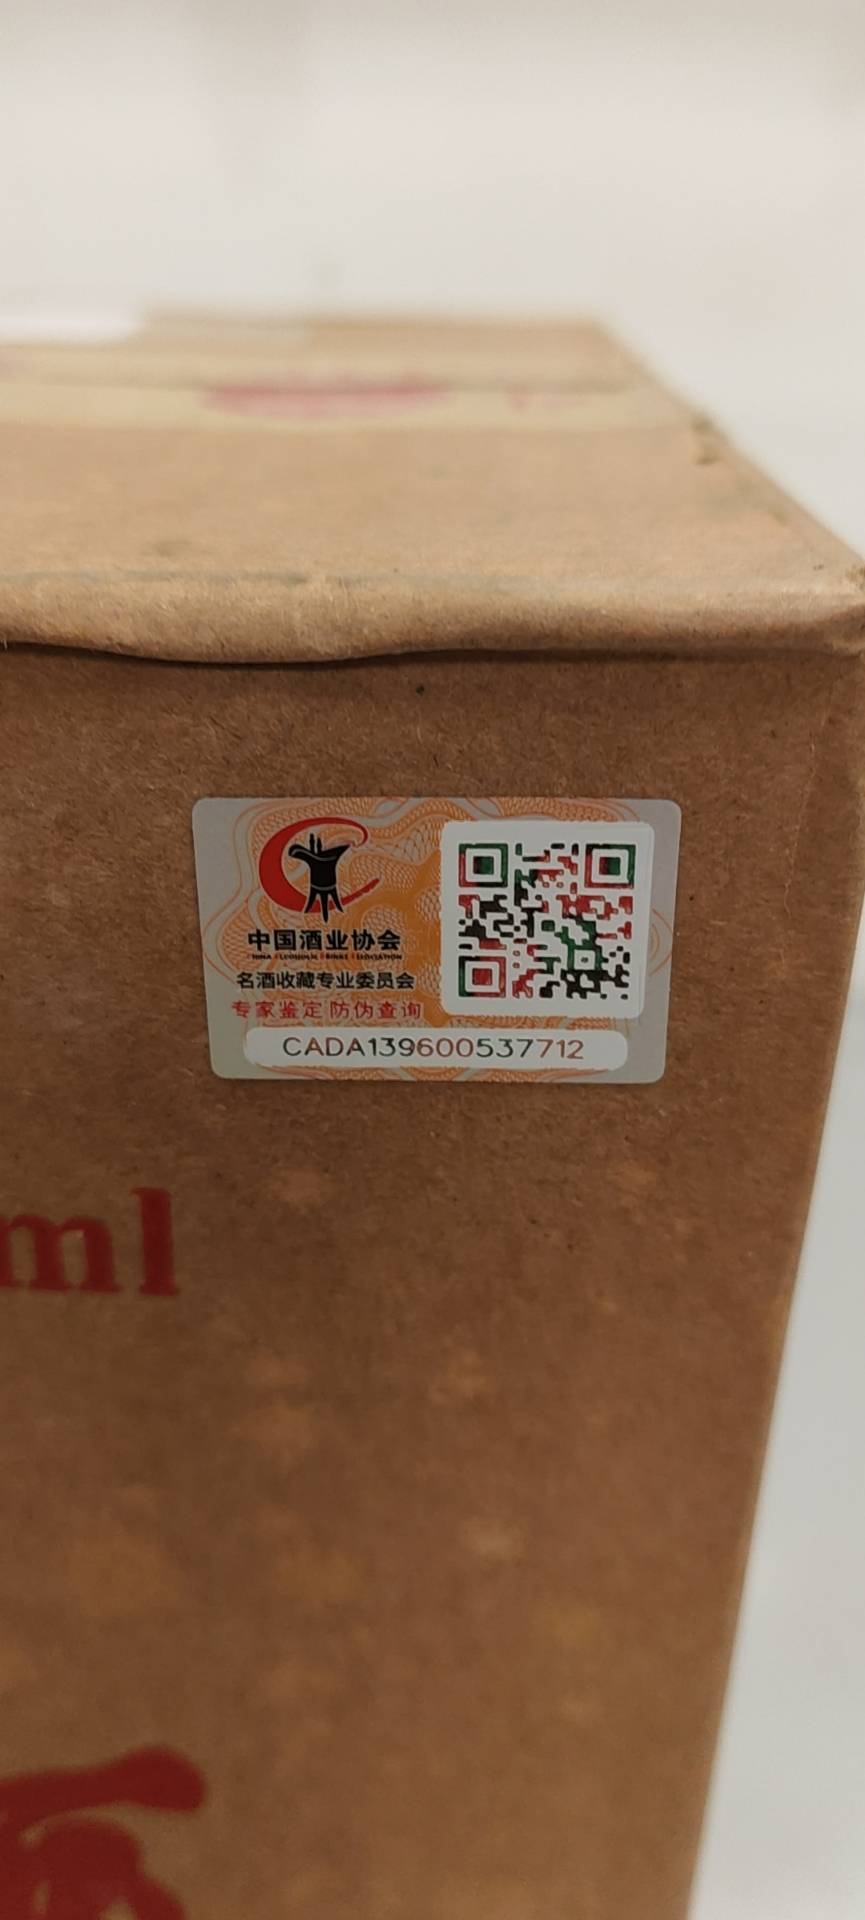 中国酒业协会
名酒收藏专业委员会
专家鉴定 防伪查询
CADA139600537712
ml